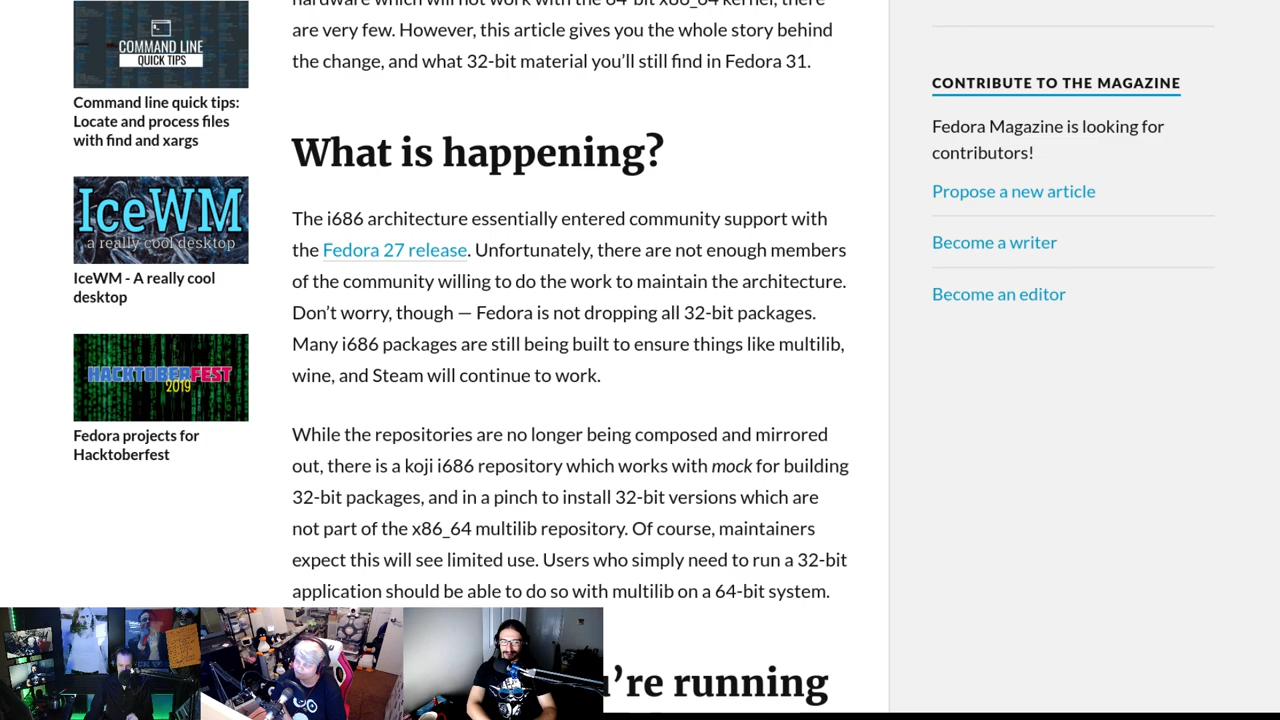 hardware which will not work with the 64-bit x86_64 kernel, there
are very few. However, this article gives you the whole story behind
the change, and what 32-bit material you’ll still find in Fedora 31.
COMMAND LINE
QUICK TIPS
Command line quick tips:
Locate and process files
with find and xargs
IceWM
a really cool desktop
IceWM - A really cool
desktop
HACKTOBERFEST
2019
Fedora projects for
Hacktoberfest
What is happening?
The i686 architecture essentially entered community support with
the Fedora 27 release. Unfortunately, there are not enough members
of the community willing to do the work to maintain the architecture.
Don’t worry, though — Fedora is not dropping all 32-bit packages.
Many i686 packages are still being built to ensure things like multilib,
wine, and Steam will continue to work.
While the repositories are no longer being composed and mirrored
out, there is a koji i686 repository which works with mock for building
32-bit packages, and in a pinch to install 32-bit versions which are
not part of the x86_64 multilib repository. Of course, maintainers
expect this will see limited use. Users who simply need to run a 32-bit
application should be able to do so with multilib on a 64-bit system.
u’re running
CONTRIBUTE TO THE MAGAZINE
Fedora Magazine is looking for
contributors!
Propose a new article
Become a writer
Become an editor